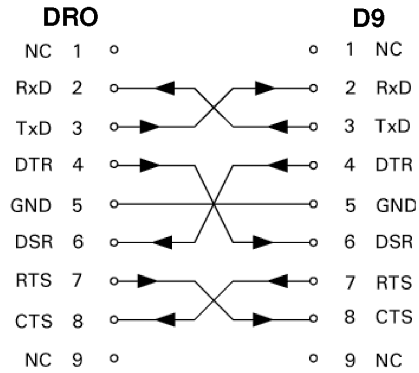 DRO D9
NC 1 1 NC
RxD 2 2 RxD
TxD 3 3 TxD
DTR 4 4 DTR
GND 5 5 GND
DSR 6 6 DSR
RTS 7 7 RTS
CTS 8 8 CTS
NC 9 9 NC